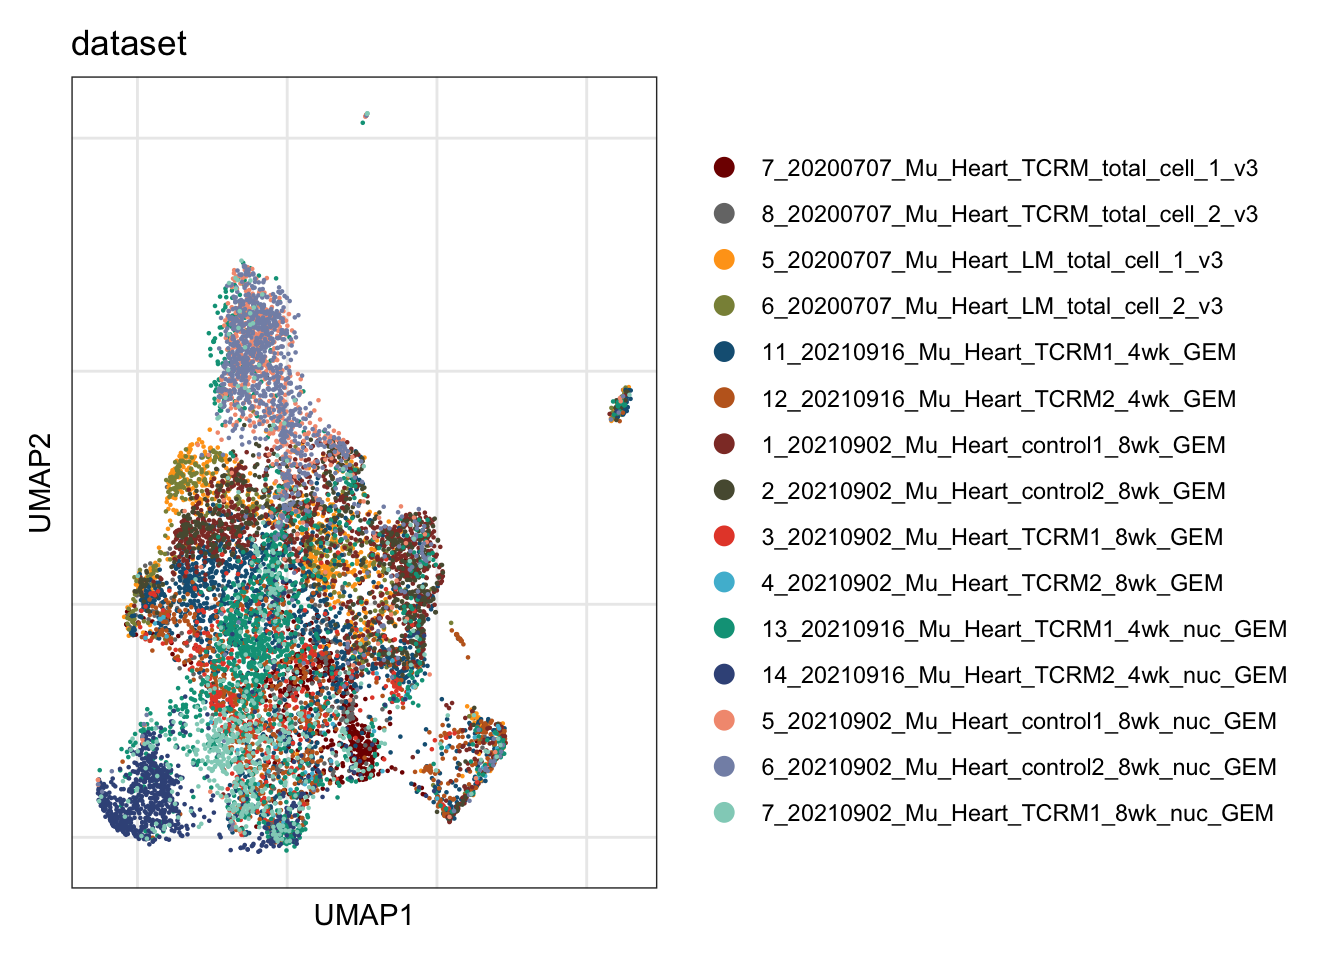 dataset
7_20200707_Mu_Heart_TCRM_total_cell_1_v3
8_20200707_Mu_Heart_TCRM_total_cell_2_v3
5_20200707_Mu_Heart_LM_total_cell_1_v3
6_20200707_Mu_Heart_LM_total_cell_2_v3
11_20210916_Mu_Heart_TCRM1_4wk_GEM
12_20210916_Mu_Heart_TCRM2_4wk_GEM
1_20210902_Mu_Heart_control1_8wk_GEM
2_20210902_Mu_Heart_control2_8wk_GEM
3_20210902_Mu_Heart_TCRM1_8wk_GEM
4_20210902_Mu_Heart_TCRM2_8wk_GEM
13_20210916_Mu_Heart_TCRM1_4wk_nuc_GEM
14_20210916_Mu_Heart_TCRM2_4wk_nuc_GEM
5_20210902_Mu_Heart_control1_8wk_nuc_GEM
6_20210902_Mu_Heart_control2_8wk_nuc_GEM
7_20210902_Mu_Heart_TCRM1_8wk_nuc_GEM
UMAP2
UMAP1